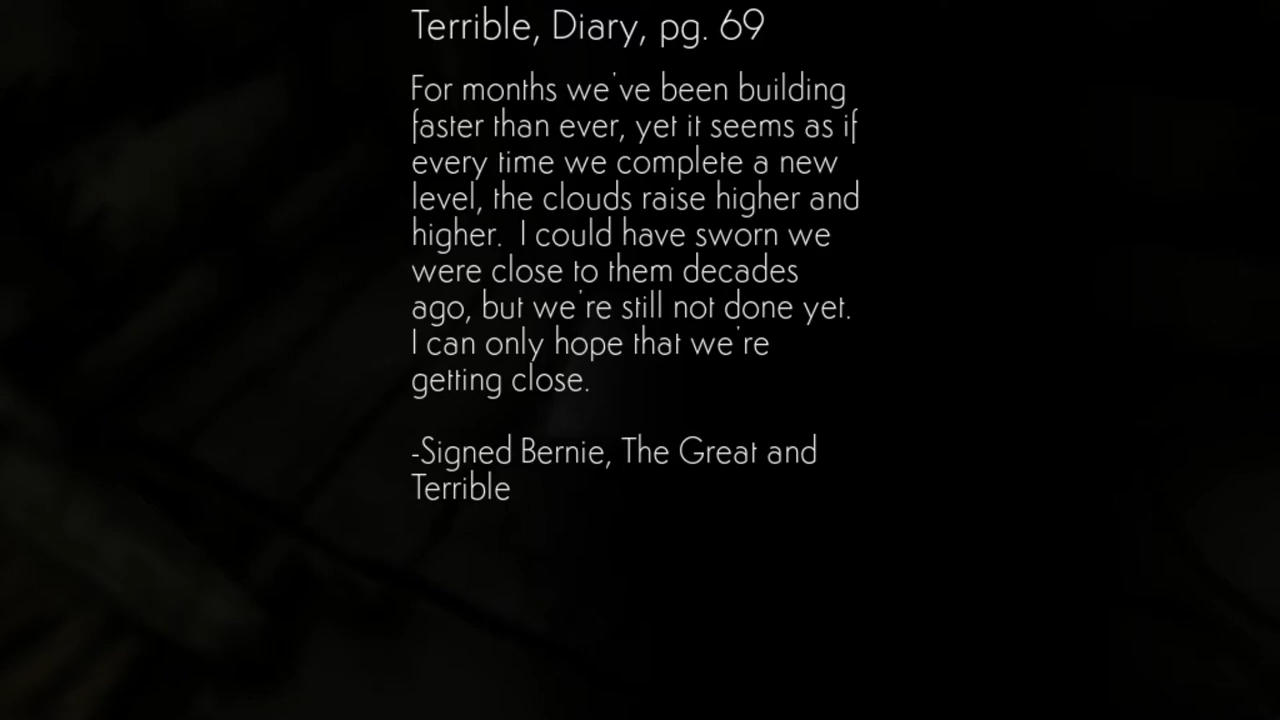 Terrible, Diary, pg. 69
For months we've been building
faster than ever, yet it seems as if
every time we complete a new
level, the clouds raise higher and
higher.  I could have sworn we
were close to them decades
ago, but we're still not done yet.
I can only hope that we're
getting close.
-Signed Bernie, The Great and
Terrible